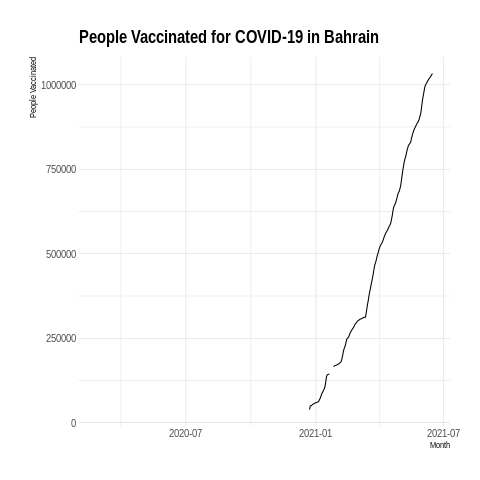 People Vaccinated for COVID-19 in Bahrain
People Vaccinated
1000000
750000
500000
250000
0
2020-07
2021-01
2021-07
Month